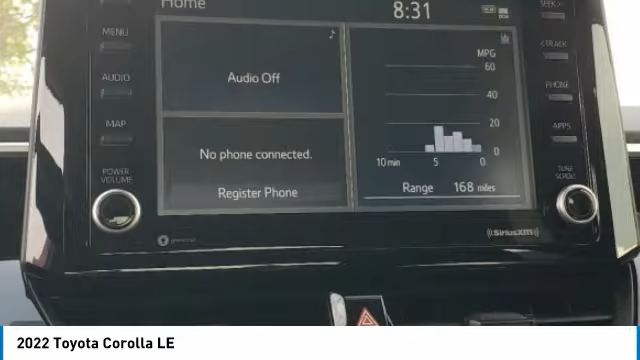 Home
8:31
SEEK >
MENU
AUDIO
MAP
POWER
VOLUME
Audio Off
No phone connected.
Register Phone
MPG
60
40
20
0
10 min 5 0
Range 168 miles
< TRACK
PHONE
APPS
TUNE
SCROLL
((SiriusXM))
2022 Toyota Corolla LE